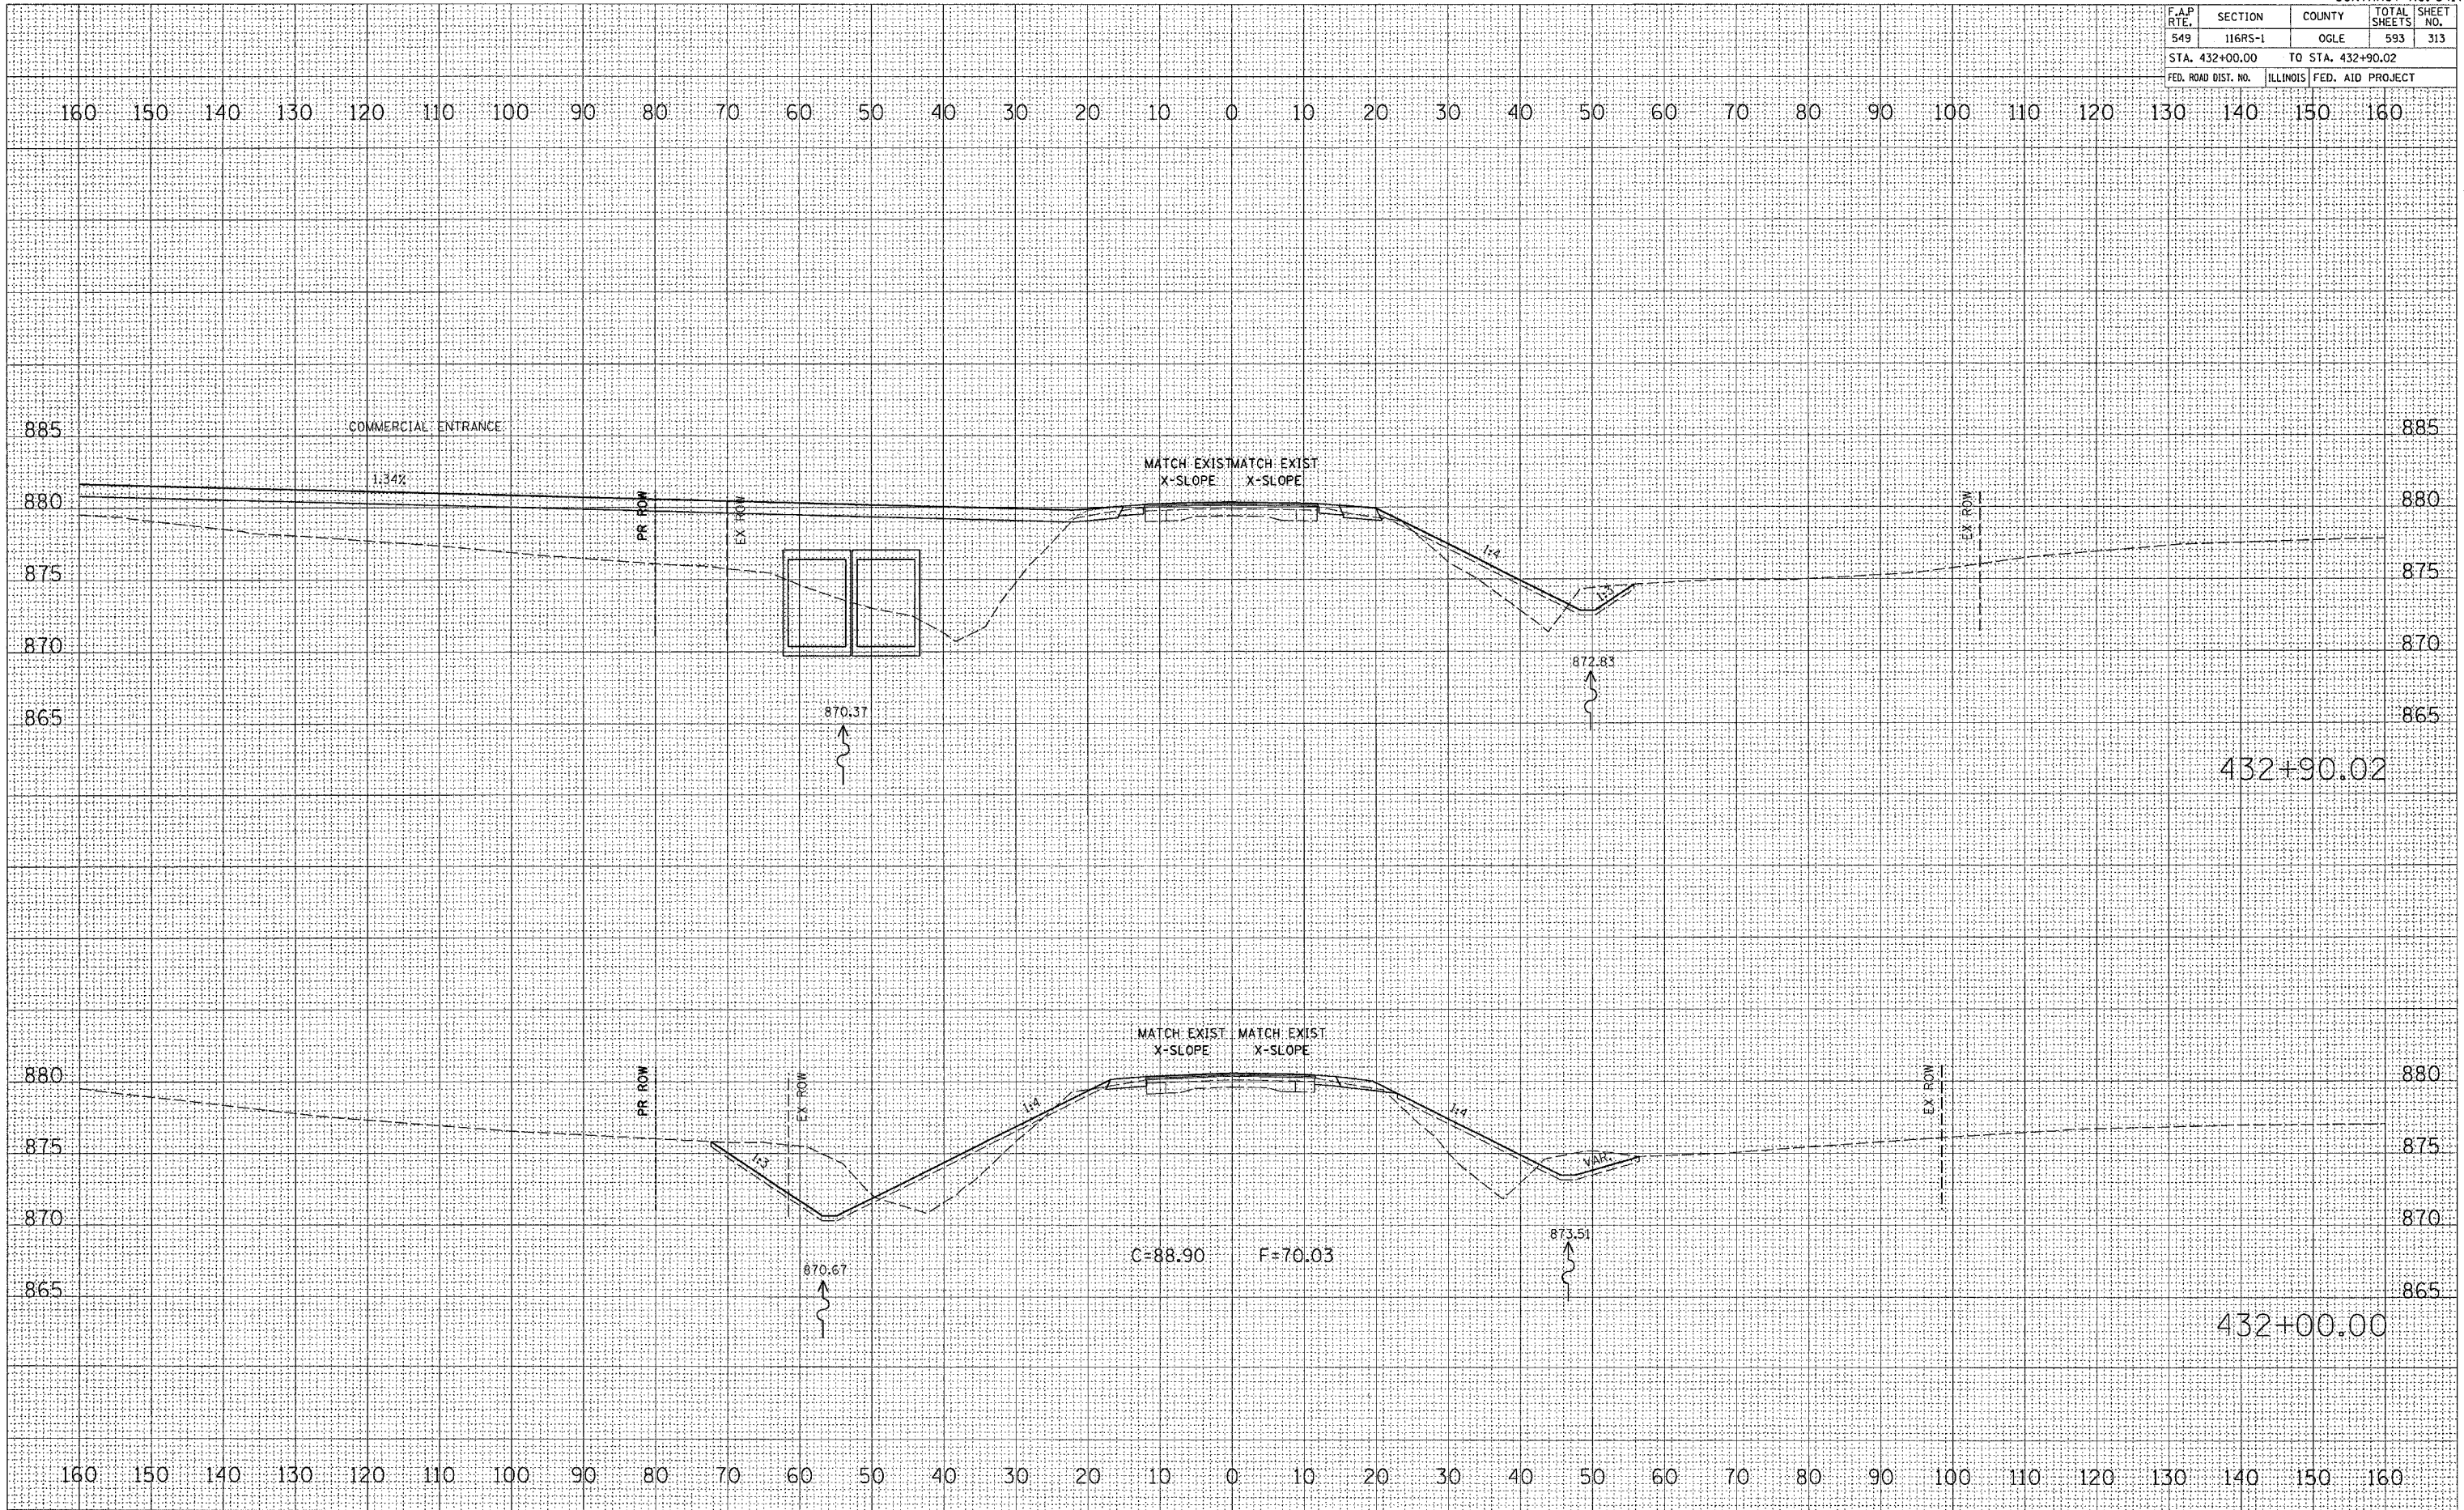 F.A.P RTE. SECTION COUNTY TOTAL SHEETS SHEET NO.
549 116RS-1 OGLE 593 313
STA. 432+00.00 TO STA. 432+90.02
FED. ROAD DIST. NO. ILLINOIS FED. AID PROJECT
160 150 140 130 120 110 100 90 80 70 60 50 40 30 20 10 0 10 20 30 40 50 60 70 80 90 100 110 120 130 140 150 160
885 COMMERCIAL ENTRANCE 885
MATCH EXIST MATCH EXIST
X-SLOPE X-SLOPE
1.34%
880 PR ROW EX ROW EX ROW 880
1:4
875 1:3 875
870 870
872.83
865 870.37 865
432+90.02
MATCH EXIST MATCH EXIST
X-SLOPE X-SLOPE
880 PR ROW EX ROW EX ROW 880
1:4 1:4
875 1:3 VAR. 875
870 870
873.51
C=88.90 F=70.03
870.67
865 865
432+00.00
160 150 140 130 120 110 100 90 80 70 60 50 40 30 20 10 0 10 20 30 40 50 60 70 80 90 100 110 120 130 140 150 160